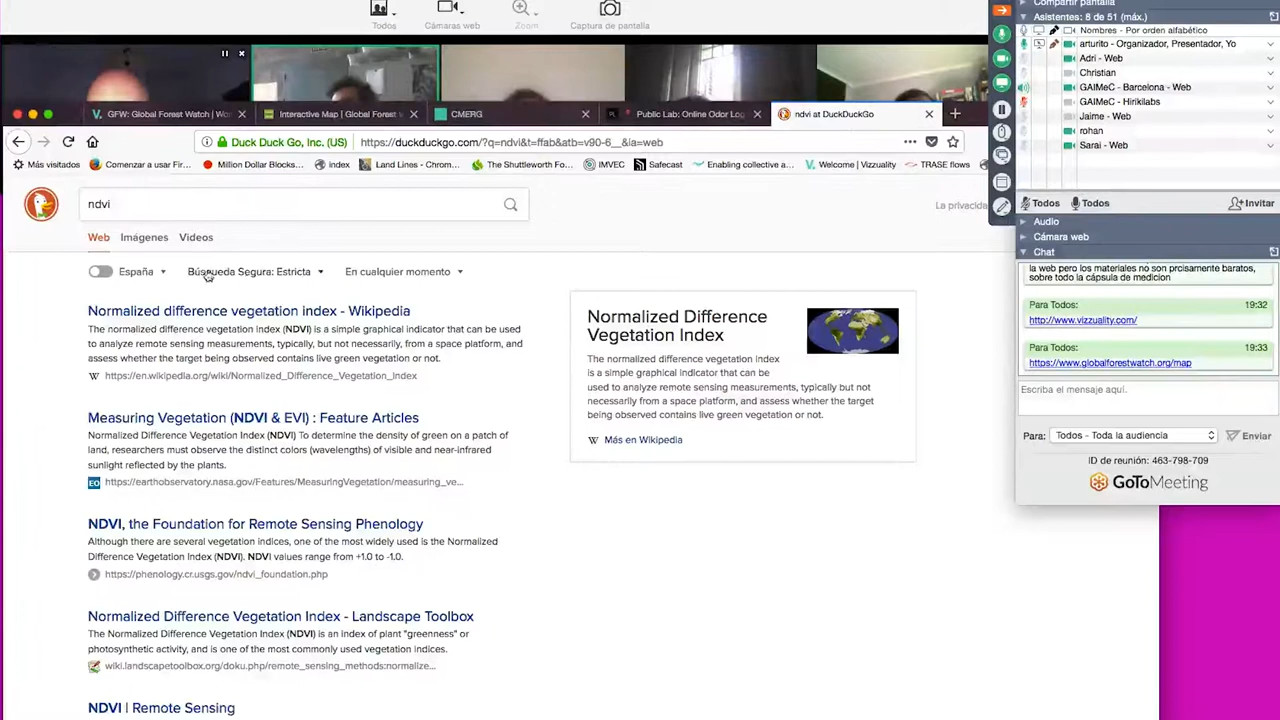 Todos
Cámaras web
Zoom
Captura de pantalla
GFW: Global Forest Watch | Wo
Interactive Map | Global Forest
CMERG
Public Lab: Online Odor Log
ndvi at DuckDuckGo
Duck Duck Go, Inc. (US)
https://duckduckgo.com/?q=ndvi&t=ffab&atb=v90-6__&ia=web
Más visitados
Comenzar a usar Fir...
Million Dollar Blocks...
index
Land Lines - Chrom...
The Shuttleworth Fo...
IMVEC
Safecast
Enabling collective a...
Welcome | Vizzuality
TRASE flows
ndvi
La privacida
Web
Imágenes
Videos
España
Búsqueda Segura: Estricta
En cualquier momento
Normalized difference vegetation index - Wikipedia
The normalized difference vegetation index (NDVI) is a simple graphical indicator that can be used
to analyze remote sensing measurements, typically, but not necessarily, from a space platform, and
assess whether the target being observed contains live green vegetation or not.
W https://en.wikipedia.org/wiki/Normalized_Difference_Vegetation_Index
Measuring Vegetation (NDVI & EVI) : Feature Articles
Normalized Difference Vegetation Index (NDVI) To determine the density of green on a patch of
land, researchers must observe the distinct colors (wavelengths) of visible and near-infrared
sunlight reflected by the plants.
EO https://earthobservatory.nasa.gov/Features/MeasuringVegetation/measuring_ve...
NDVI, the Foundation for Remote Sensing Phenology
Although there are several vegetation indices, one of the most widely used is the Normalized
Difference Vegetation Index (NDVI). NDVI values range from +1.0 to -1.0.
https://phenology.cr.usgs.gov/ndvi_foundation.php
Normalized Difference Vegetation Index - Landscape Toolbox
The Normalized Difference Vegetation Index (NDVI) is an index of plant "greenness" or
photosynthetic activity, and is one of the most commonly used vegetation indices.
wiki.landscapetoolbox.org/doku.php/remote_sensing_methods:normalize...
NDVI | Remote Sensing
Normalized Difference
Vegetation Index
The normalized difference vegetation index
is a simple graphical indicator that can be
used to analyze remote sensing measurements, typically but not
necessarily from a space platform, and assess whether the target
being observed contains live green vegetation or not.
W Más en Wikipedia
Compartir pantalla
Asistentes: 8 de 51 (máx.)
Nombres - Por orden alfabético
arturito - Organizador, Presentador, Yo
Adri - Web
Christian
GAIMeC - Barcelona - Web
GAIMeC - Hirikilabs
Jaime - Web
rohan
Sarai - Web
Todos
Todos
Invitar
Audio
Cámara web
Chat
la web pero los materiales no son prcisamente baratos,
sobre todo la cápsula de medicion
Para Todos: 19:32
http://www.vizzuality.com/
Para Todos: 19:33
https://www.globalforestwatch.org/map
Escriba el mensaje aquí.
Para: Todos - Toda la audiencia
Enviar
ID de reunión: 463-798-709
GoToMeeting